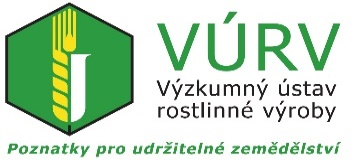 VÚRV
Výzkumný ústav
rostlinné výroby
Poznatky pro udržitelné zemědělství